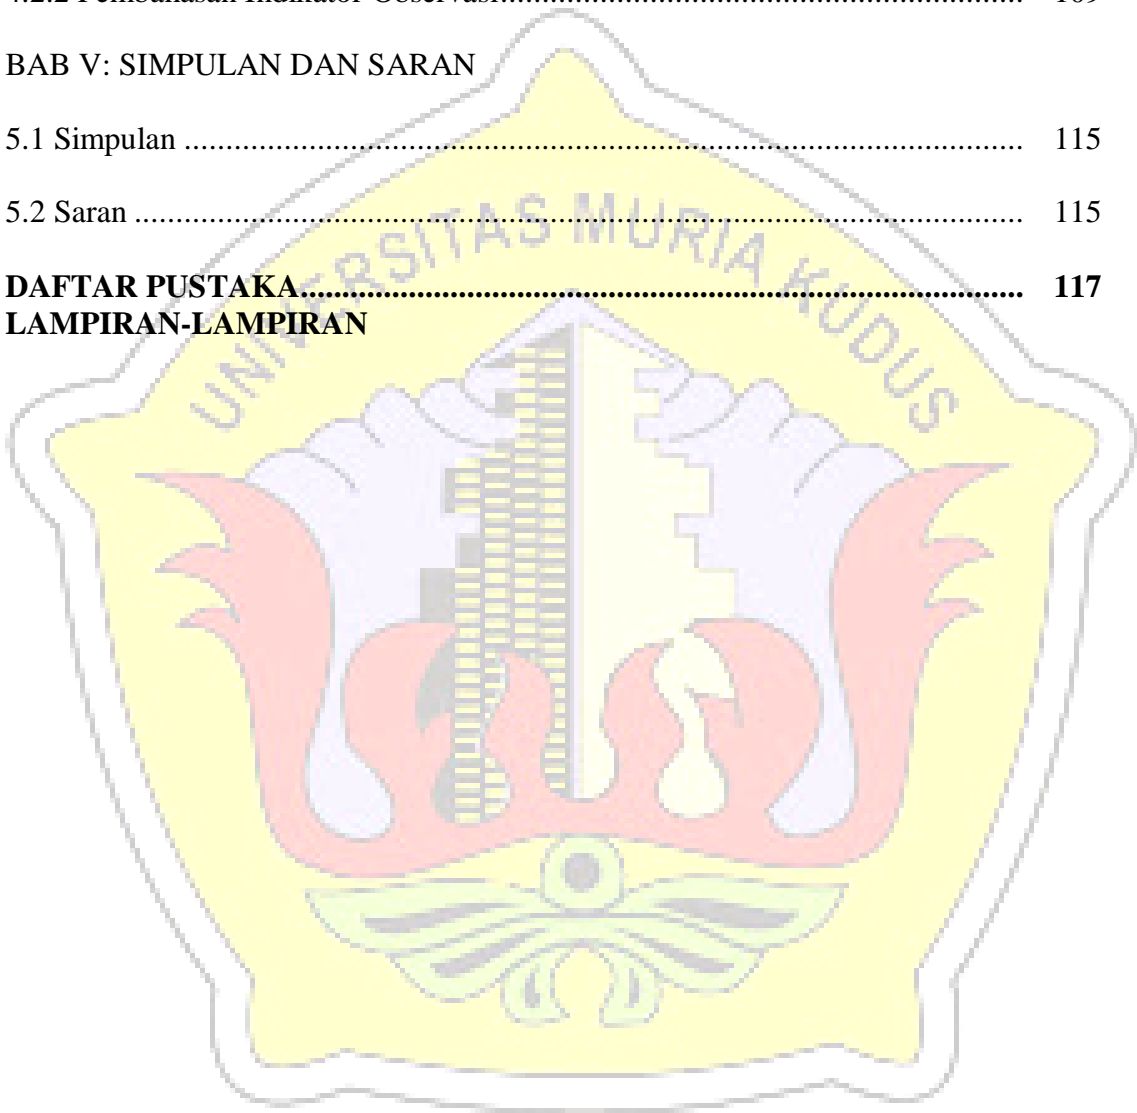 BAB V: SIMPULAN DAN SARAN
5.1 Simpulan ........................................................................................................ 115
5.2 Saran .............................................................................................................. 115
DAFTAR PUSTAKA......................................................................................... 117
LAMPIRAN-LAMPIRAN
UNIVERSITAS MURIA KUDUS